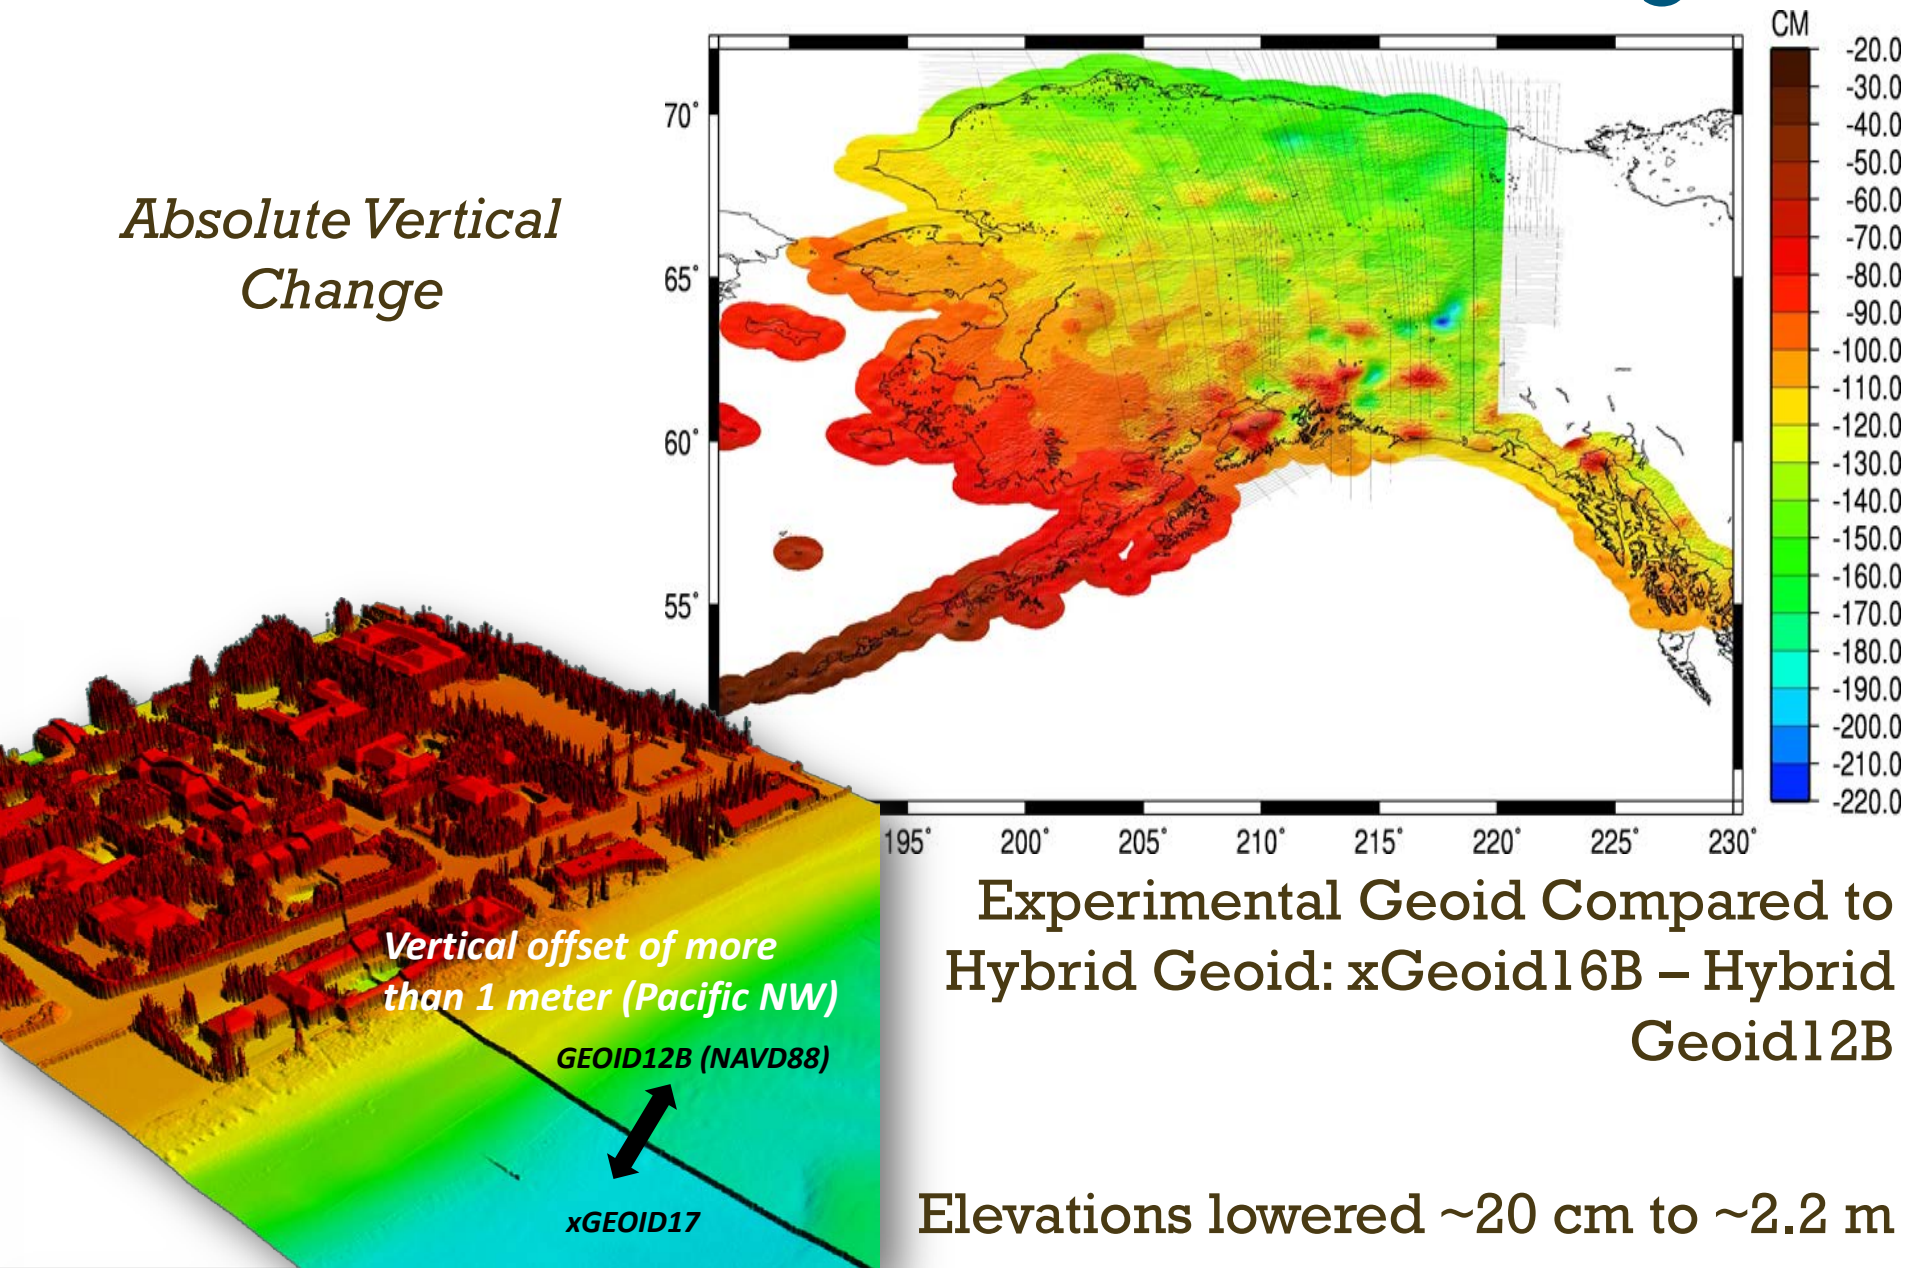 Absolute Vertical
Change
CM
-20.0
-30.0
-40.0
-50.0
-60.0
-70.0
-80.0
-90.0
-100.0
-110.0
-120.0
-130.0
-140.0
-150.0
-160.0
-170.0
-180.0
-190.0
-200.0
-210.0
-220.0
70°
65°
60°
55°
195° 200° 205° 210° 215° 220° 225° 230°
Vertical offset of more
than 1 meter (Pacific NW)
GEOID12B (NAVD88)
xGEOID17
Experimental Geoid Compared to
Hybrid Geoid: xGeoid16B – Hybrid
Geoid12B
Elevations lowered ~20 cm to ~2.2 m